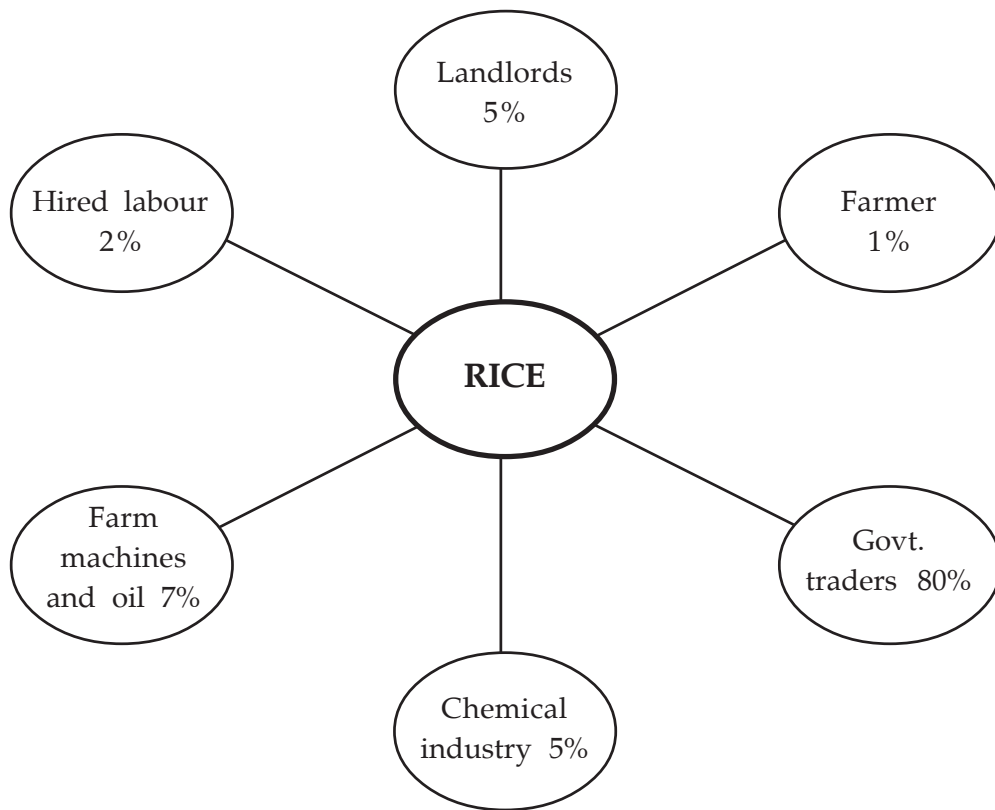 Landlords
5%
Hired labour
2%
Farmer
1%
RICE
Farm
machines
and oil 7%
Govt.
traders 80%
Chemical
industry 5%